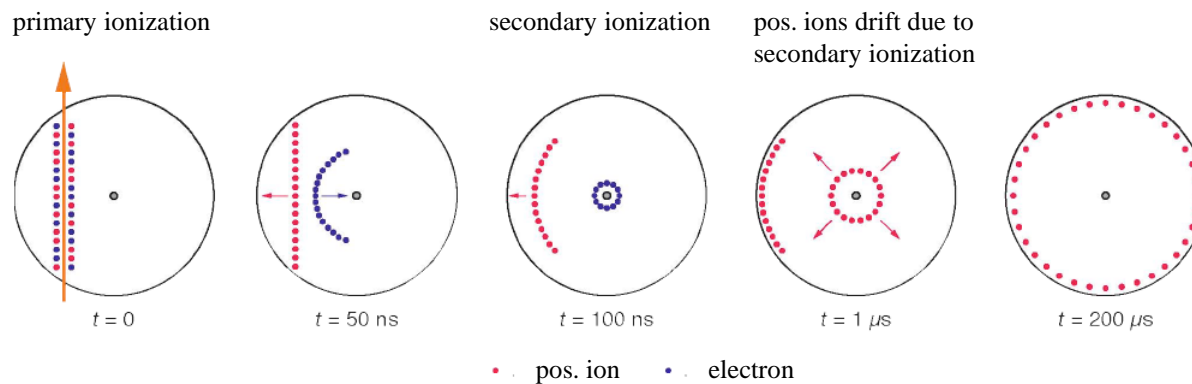 primary ionization
secondary ionization
pos. ions drift due to
secondary ionization
t = 0
t = 50 ns
t = 100 ns
t = 1 µs
t = 200 µs
pos. ion
electron